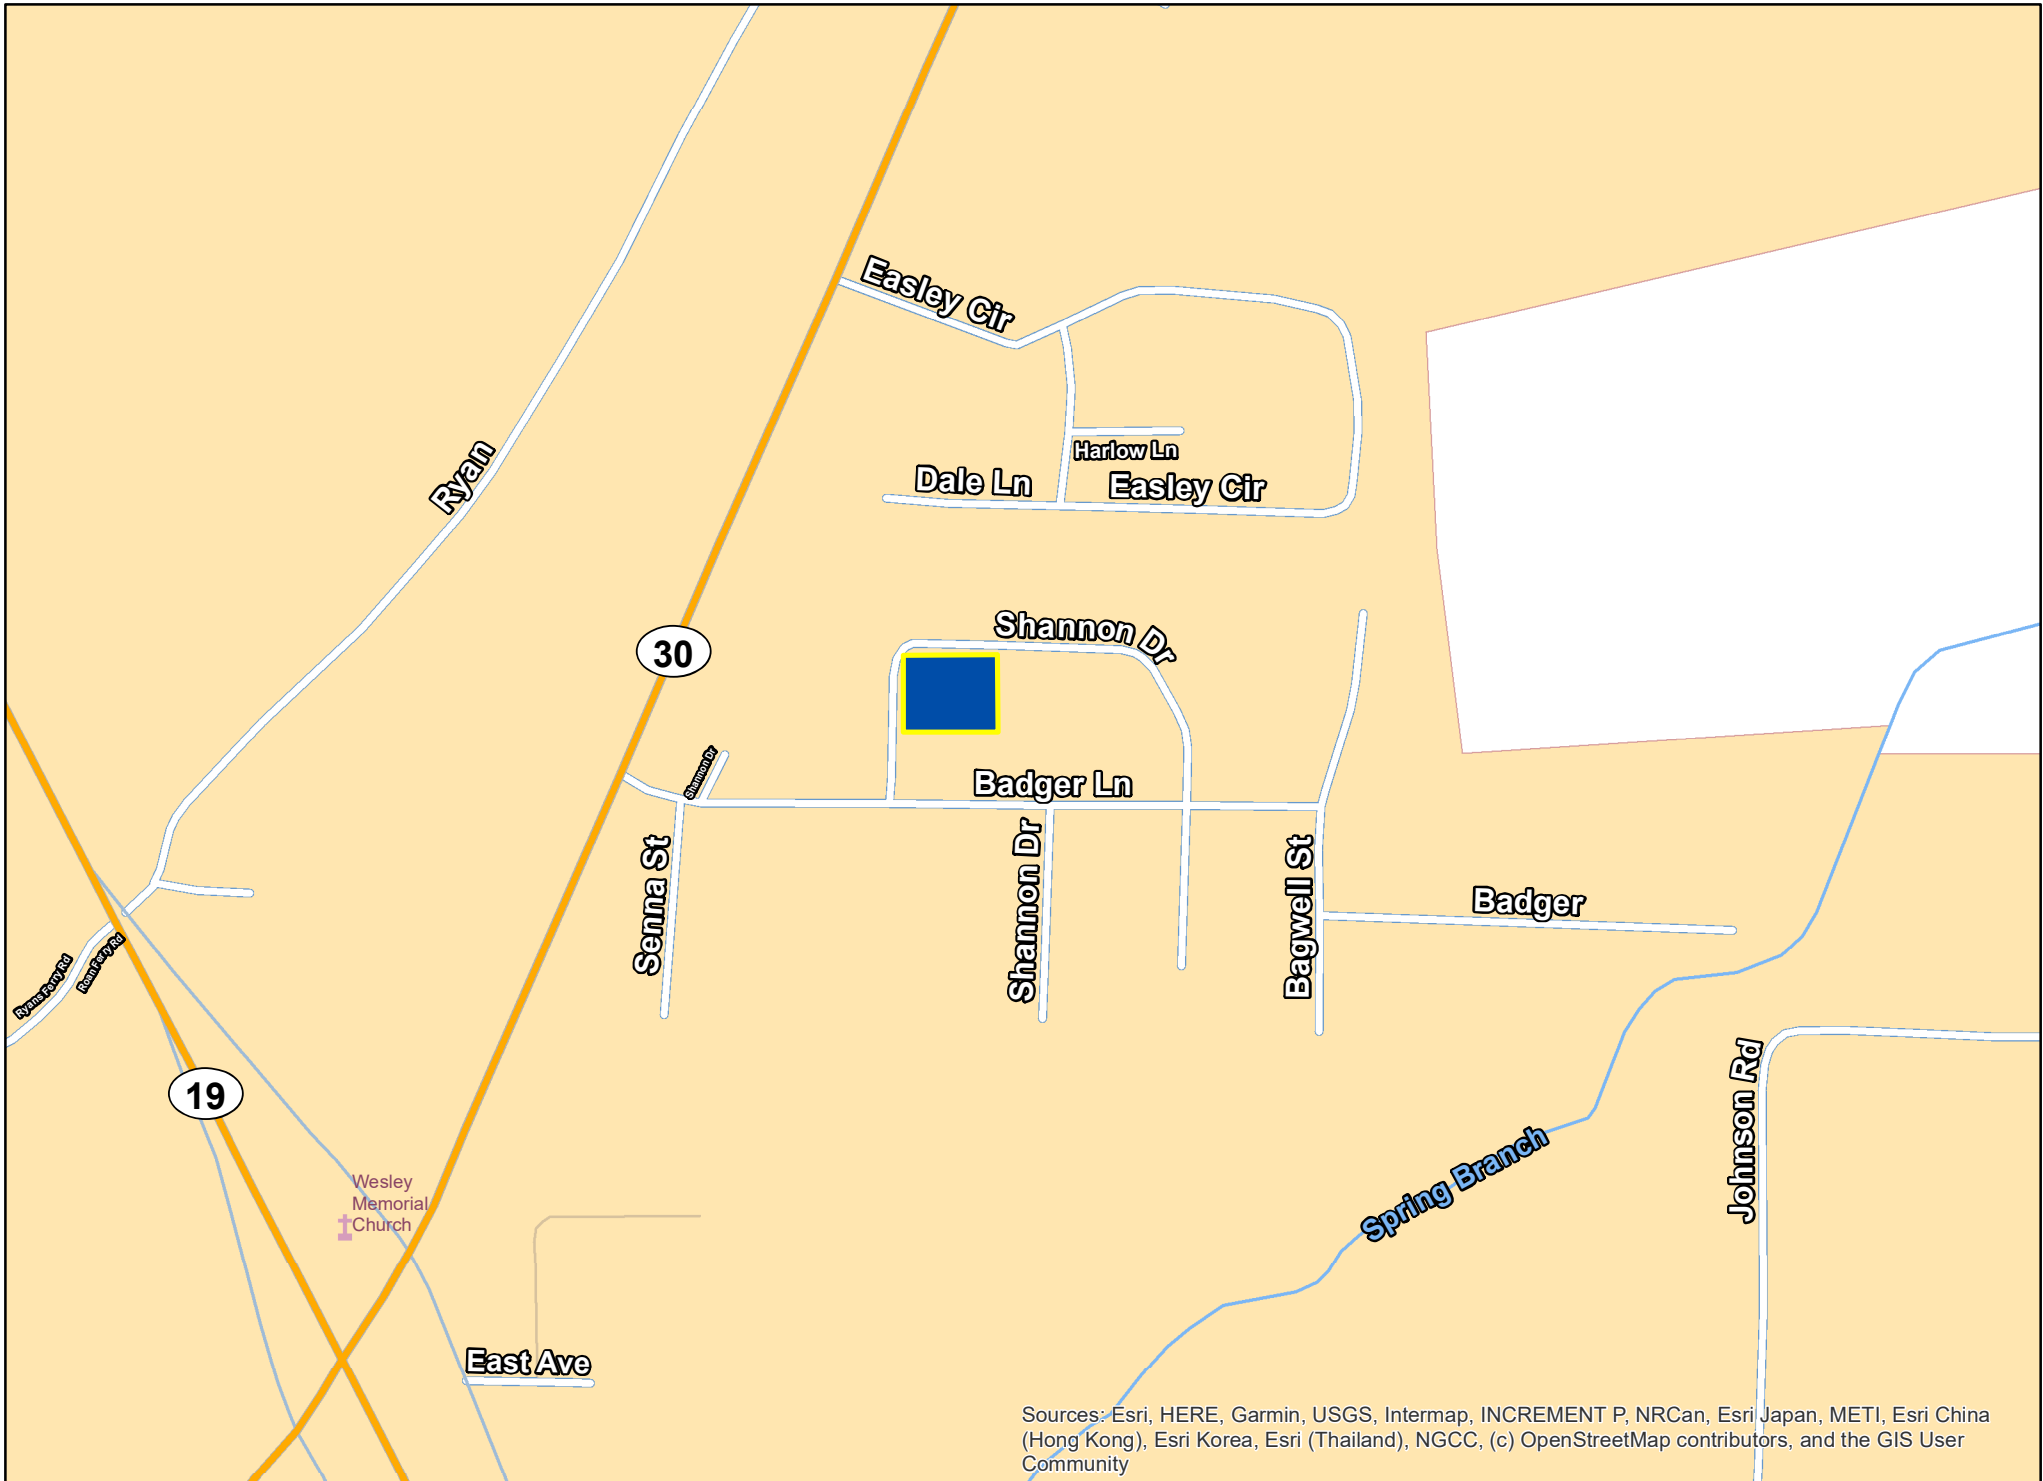 Easley Cir
Ryan
Harlow Ln
Dale Ln
Easley Cir
Shannon Dr
30
Shannon Dr
Badger Ln
Senna St
Shannon Dr
Bagwell St
Badger
Ryans Ferry Rd
Roan Ferry Rd
19
Johnson Rd
Spring Branch
Wesley
Memorial
Church
East Ave
Sources: Esri, HERE, Garmin, USGS, Intermap, INCREMENT P, NRCan, Esri Japan, METI, Esri China
(Hong Kong), Esri Korea, Esri (Thailand), NGCC, (c) OpenStreetMap contributors, and the GIS User
Community